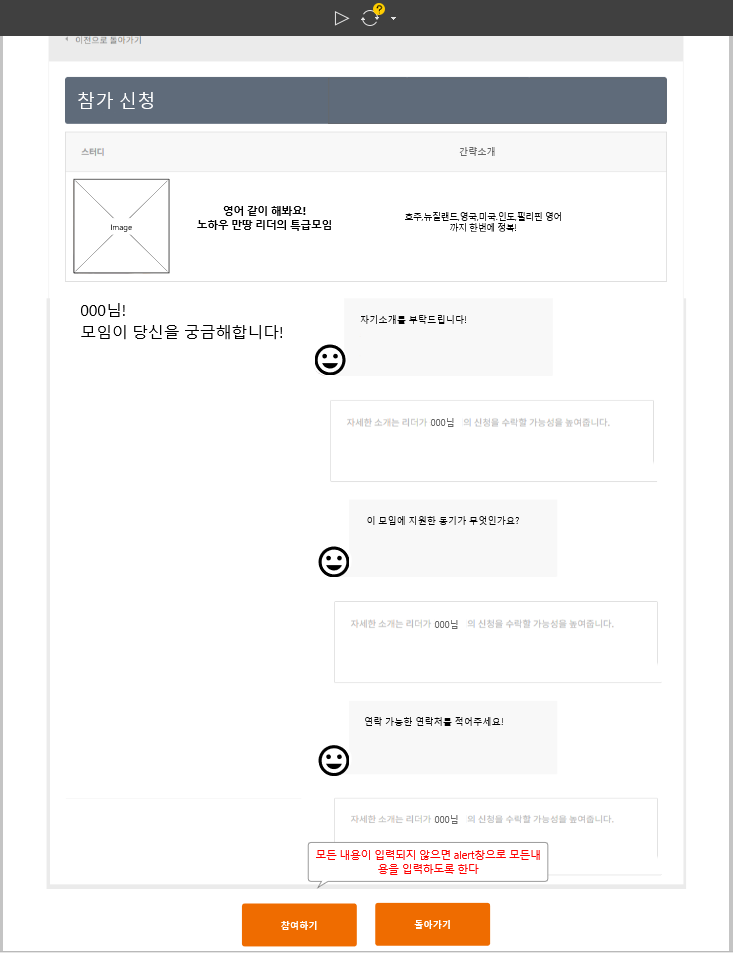 ?
< 이전으로 돌아가기
참가 신청
스터디
간략소개
Image
영어 같이 해봐요!
노하우 만땅 리더의 특급모임
호주,뉴질랜드,영국,미국.인도,필리핀 영어
까지 한번에 정복!
000님!
모임이 당신을 궁금해합니다!
자기소개를 부탁드립니다!
자세한 소개는 리더가 000님 의 신청을 수락할 가능성을 높여줍니다.
이 모임에 지원한 동기가 무엇인가요?
자세한 소개는 리더가 000님 의 신청을 수락할 가능성을 높여줍니다.
연락 가능한 연락처를 적어주세요!
자세한 소개는 리더가 000님 의 신청을 수락할 가능성을 높여줍니다.
모든 내용이 입력되지 않으면 alert창으로 모든내
용을 입력하도록 한다
참여하기
돌아가기